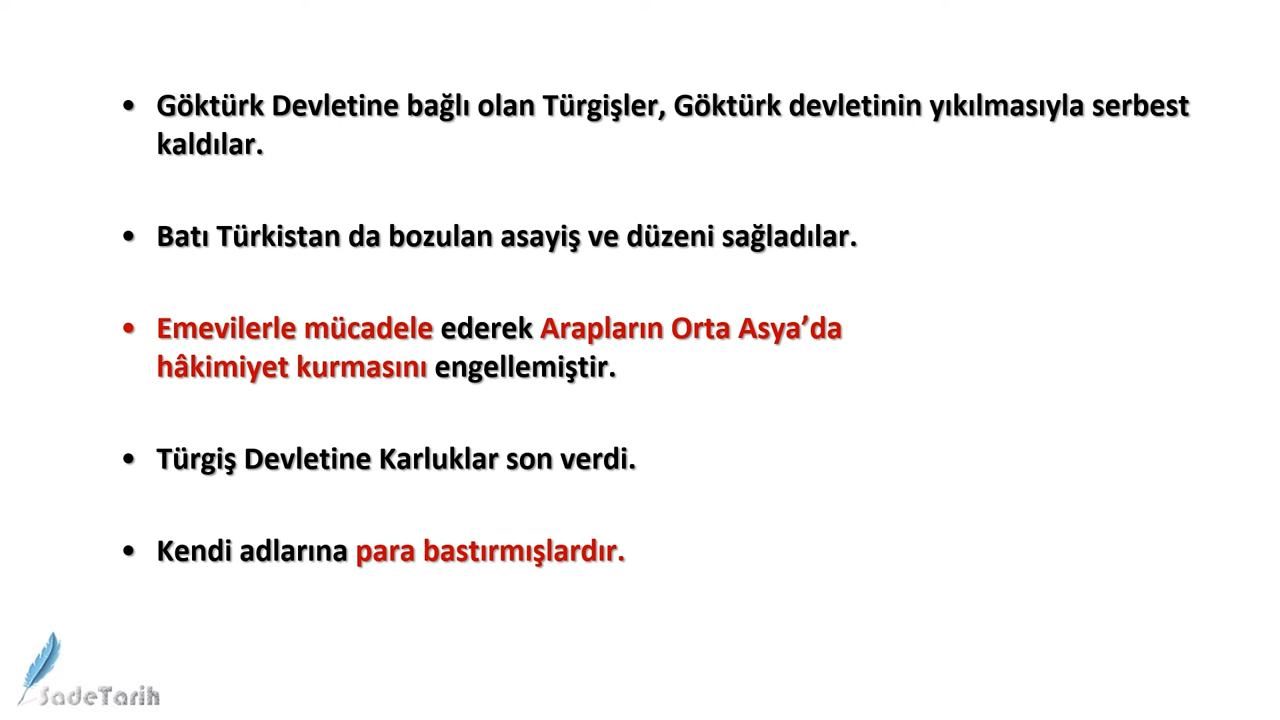 • Göktürk Devletine bağlı olan Türgişler, Göktürk devletinin yıkılmasıyla serbest
kaldılar.
• Batı Türkistan da bozulan asayiş ve düzeni sağladılar.
• Emevilerle mücadele ederek Arapların Orta Asya’da
hâkimiyet kurmasını engellemiştir.
• Türgiş Devletine Karluklar son verdi.
• Kendi adlarına para bastırmışlardır.
SadeTarih